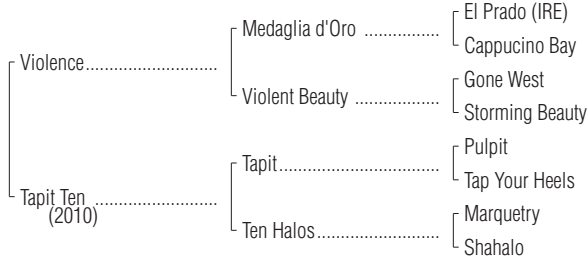 El Prado (IRE)
Medaglia d'Oro ..................
Cappucino Bay
Violence................................
Gone West
Violent Beauty ....................
Storming Beauty
Pulpit
Tapit.......................................
Tap Your Heels
Tapit Ten .............................
(2010)
Marquetry
Ten Halos..............................
Shahalo